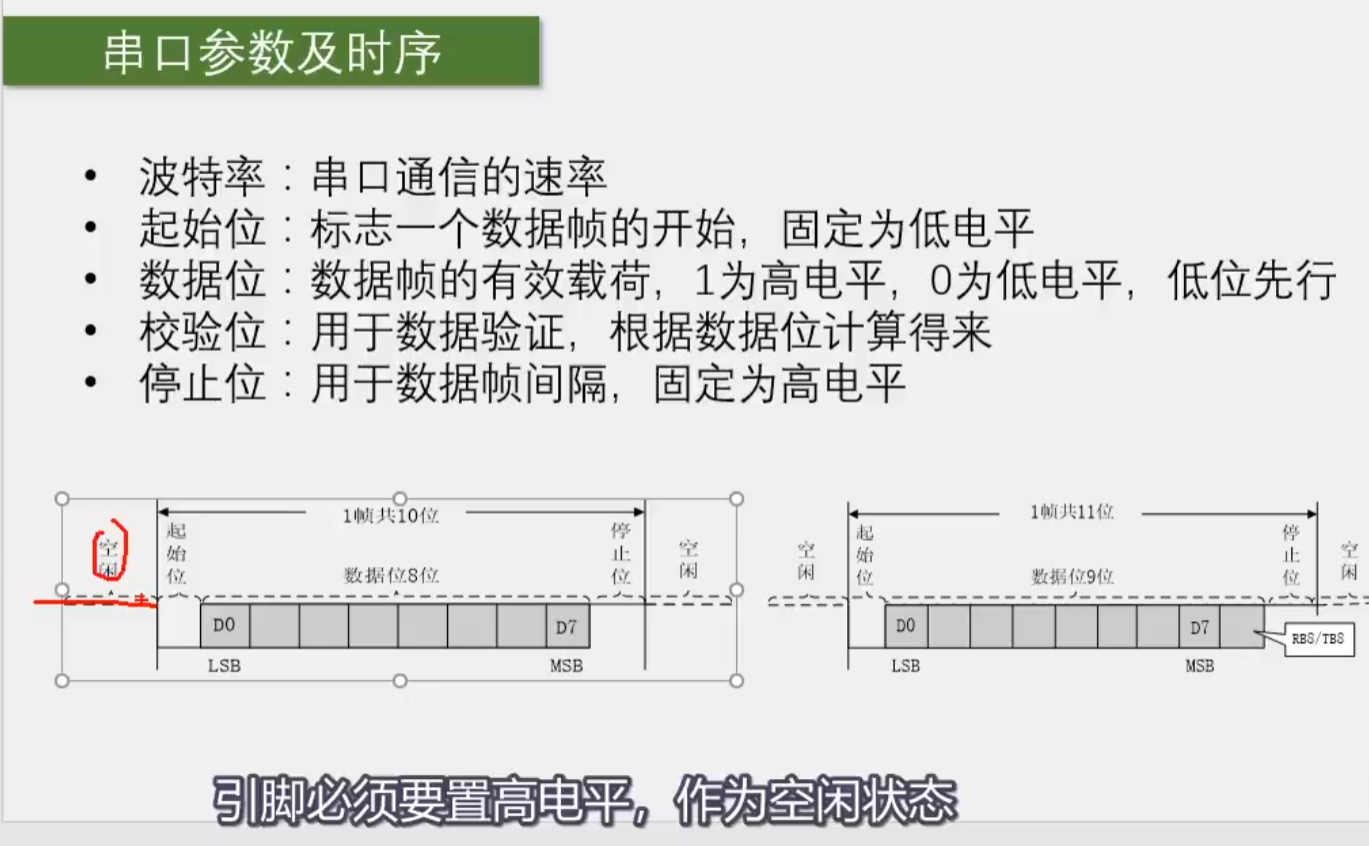 串口参数及时序
• 波特率：串口通信的速率
• 起始位：标志一个数据帧的开始，固定为低电平
• 数据位：数据帧的有效载荷，1为高电平，0为低电平，低位先行
• 校验位：用于数据验证，根据数据位计算得来
• 停止位：用于数据帧间隔，固定为高电平
空闲
起始位
1帧共10位
数据位8位
停止位
空闲
D0
D7
LSB
MSB
空闲
起始位
1帧共11位
数据位9位
停止位
空闲
D0
D7
RB8/TB8
LSB
MSB
引脚必须要置高电平，作为空闲状态